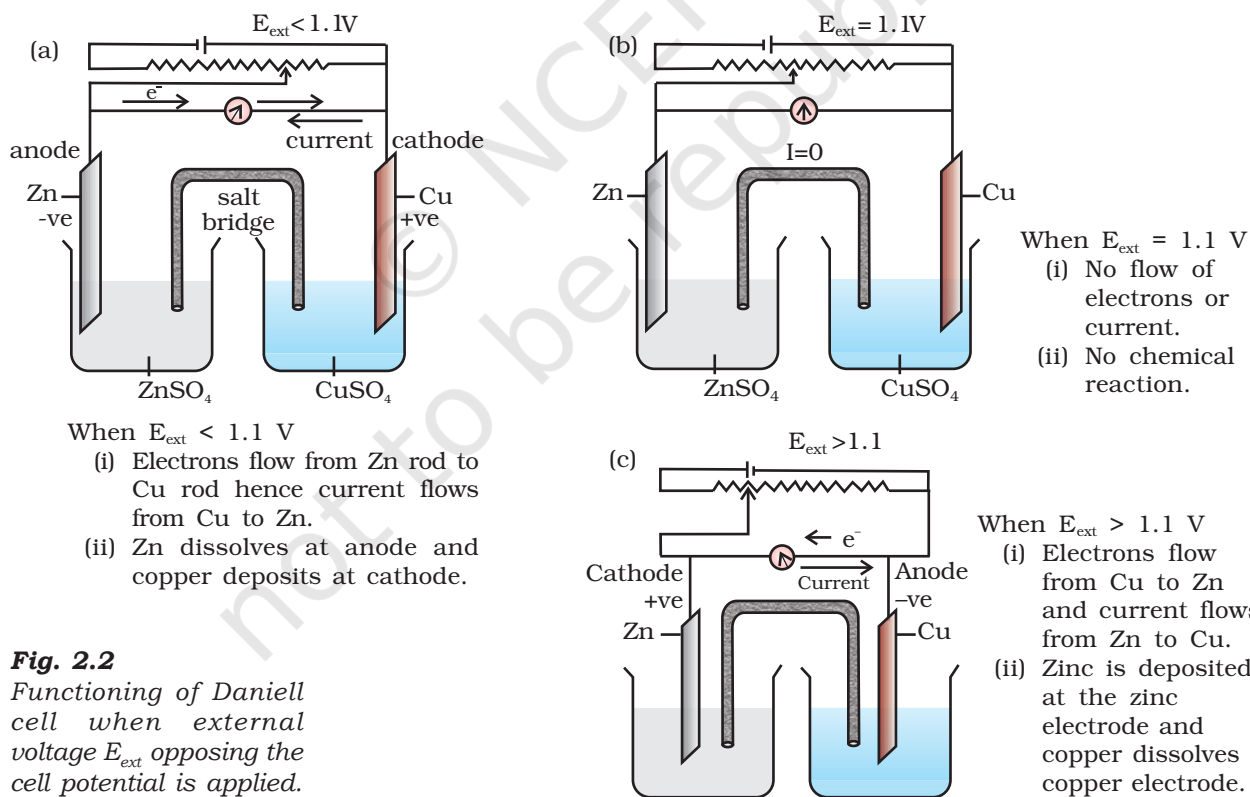 E_ext < 1.1V
(a)
e⁻
current
cathode
anode
Zn
-ve
salt
bridge
Cu
+ve
ZnSO₄
CuSO₄
When E_ext < 1.1 V
(i) Electrons flow from Zn rod to
Cu rod hence current flows
from Cu to Zn.
(ii) Zn dissolves at anode and
copper deposits at cathode.
E_ext = 1.1V
(b)
I=0
Zn
Cu
ZnSO₄
CuSO₄
When E_ext = 1.1 V
(i) No flow of
electrons or
current.
(ii) No chemical
reaction.
E_ext >1.1
(c)
e⁻
Current
Cathode
+ve
Anode
–ve
Zn
Cu
When E_ext > 1.1 V
(i) Electrons flow
from Cu to Zn
and current flows
from Zn to Cu.
(ii) Zinc is deposited
at the zinc
electrode and
copper dissolves
copper electrode.
Fig. 2.2
Functioning of Daniell
cell when external
voltage E_ext opposing the
cell potential is applied.
not to be republ